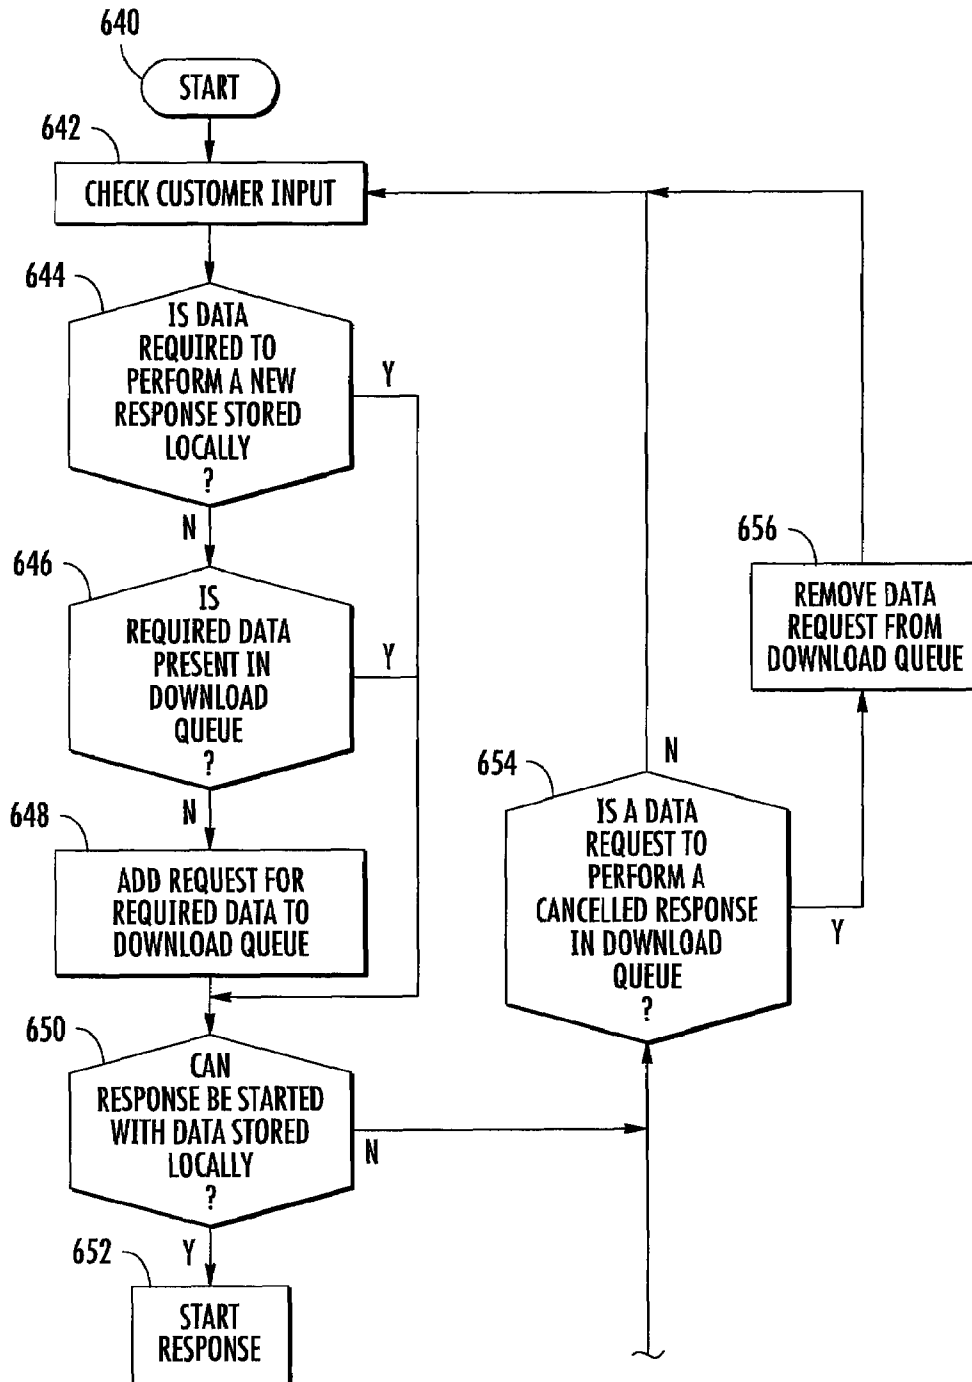 640
START
642
CHECK CUSTOMER INPUT
644
IS DATA
REQUIRED TO
PERFORM A NEW
RESPONSE STORED
LOCALLY
?
Y
N
646
IS
REQUIRED DATA
PRESENT IN
DOWNLOAD
QUEUE
?
Y
N
648
ADD REQUEST FOR
REQUIRED DATA TO
DOWNLOAD QUEUE
650
CAN
RESPONSE BE STARTED
WITH DATA STORED
LOCALLY
?
N
Y
652
START
RESPONSE
654
N
IS A DATA
REQUEST TO
PERFORM A
CANCELLED RESPONSE
IN DOWNLOAD
QUEUE
?
Y
656
REMOVE DATA
REQUEST FROM
DOWNLOAD QUEUE